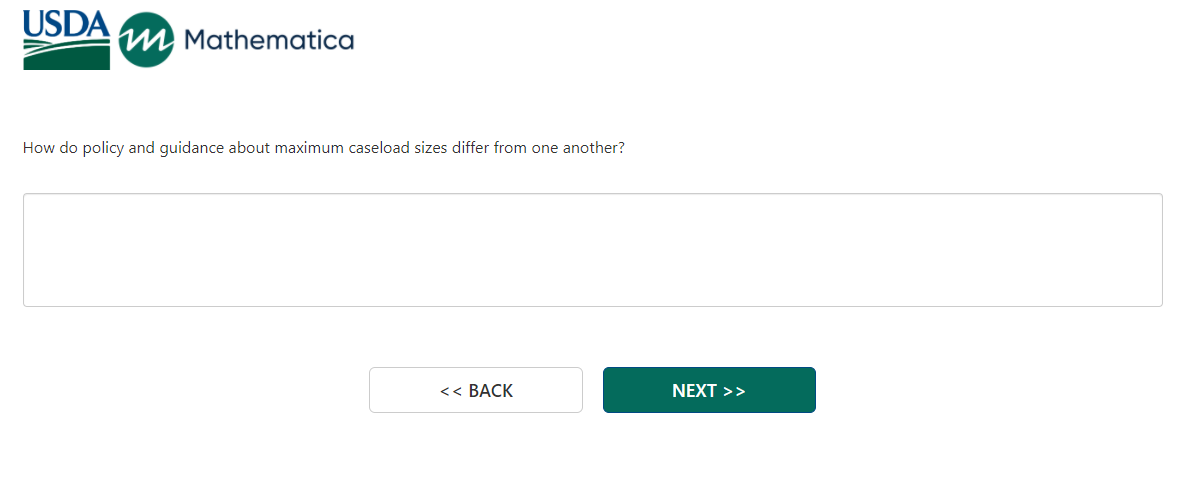 USDA
m Mathematica
How do policy and guidance about maximum caseload sizes differ from one another?
<< BACK
NEXT >>